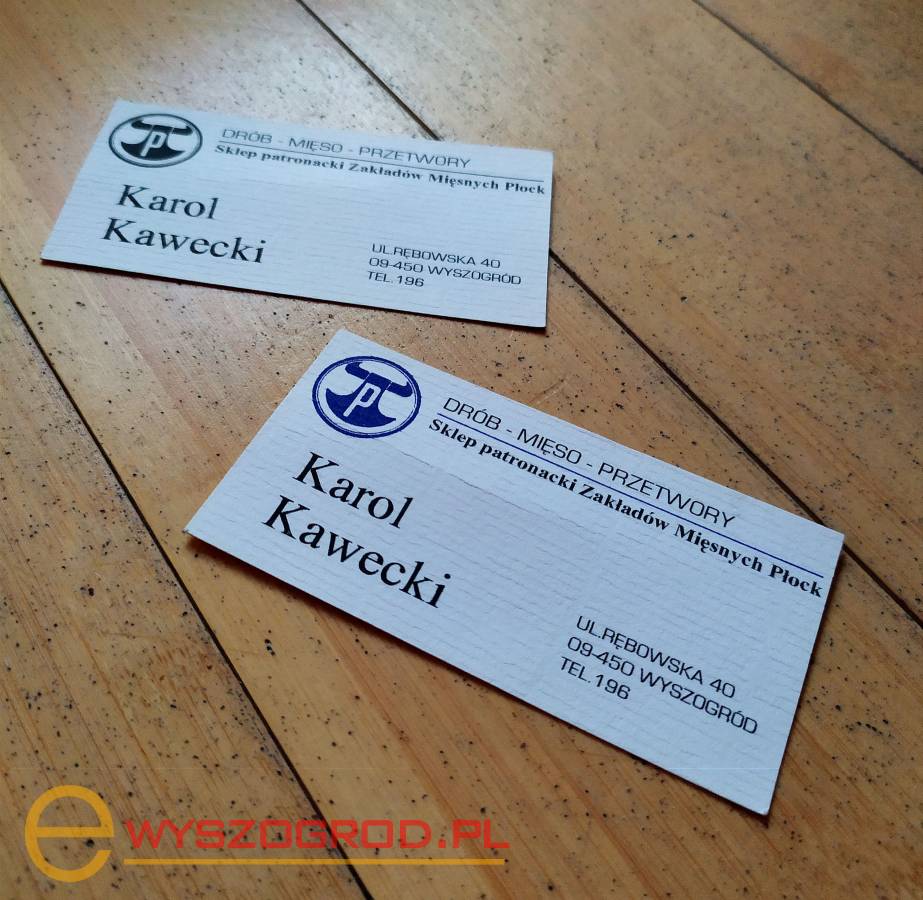 P
DRÓB - MIĘSO - PRZETWORY
Sklep patronacki Zakładów Mięsnych Płock
Karol
Kawecki
UL.RĘBOWSKA 40
09-450 WYSZOGRÓD
TEL.196
P
DRÓB - MIĘSO - PRZETWORY
Sklep patronacki Zakładów Mięsnych Płock
Karol
Kawecki
UL.RĘBOWSKA 40
09-450 WYSZOGRÓD
TEL.196
e WYSZOGROD.PL